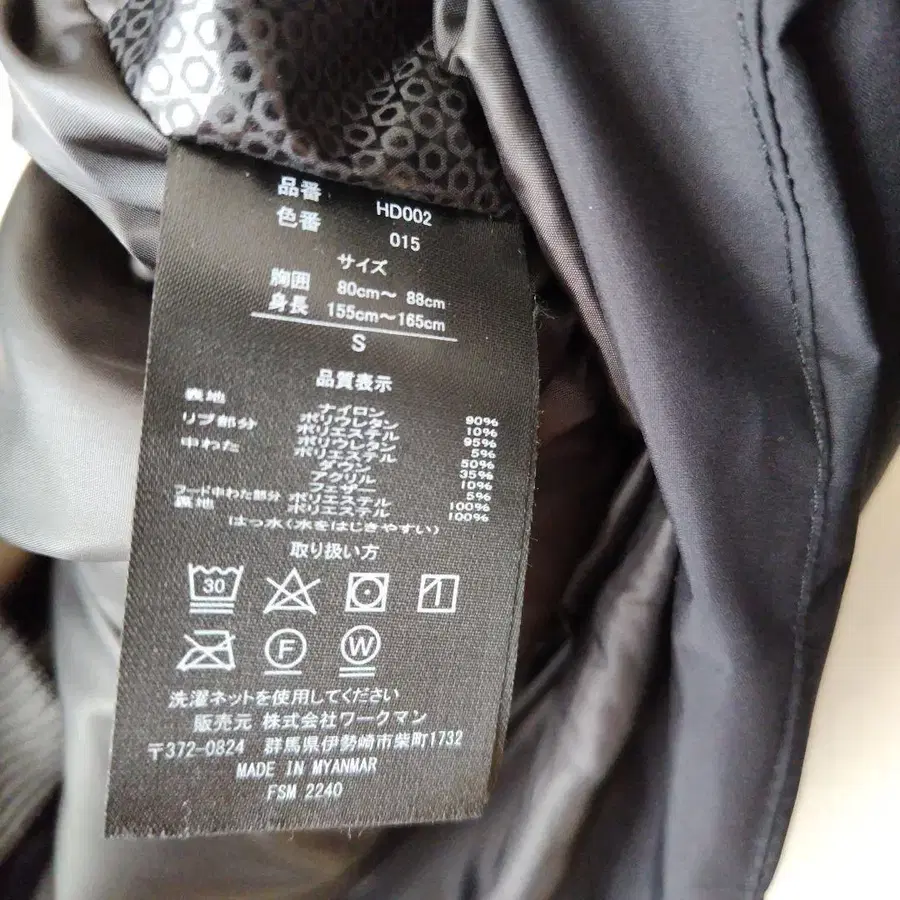 品番 HD002
色番 015
サイズ
胸囲 80cm～ 88cm
身長 155cm～165cm
S
品質表示
表地 ナイロン 90%
ポリウレタン 10%
リブ部分 ポリエステル 95%
ポリウレタン 5%
中わた ポリエステル 50%
ダウン 35%
アクリル 10%
フェザー 5%
フード中わた部分 ポリエステル 100%
裏地 ポリエステル 100%
はっ水(水をはじきやすい)
取り扱い方
30
F W
洗濯ネットを使用してください
販売元 株式会社ワークマン
〒372-0824 群馬県伊勢崎市柴町1732
MADE IN MYANMAR
FSM 2240